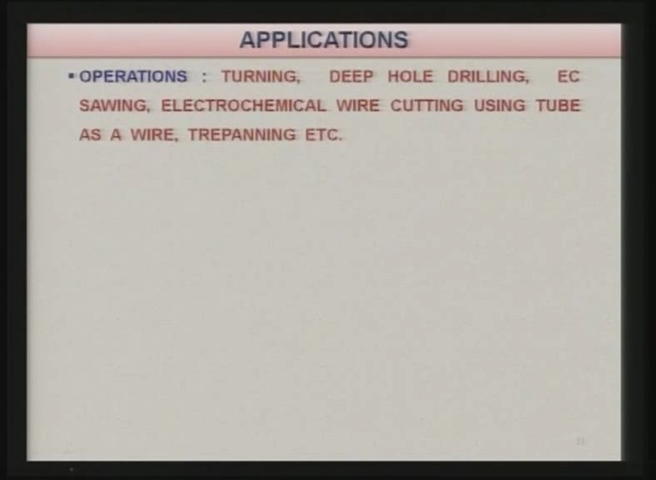 APPLICATIONS
▪ OPERATIONS : TURNING, DEEP HOLE DRILLING, EC
SAWING, ELECTROCHEMICAL WIRE CUTTING USING TUBE
AS A WIRE, TREPANNING ETC.